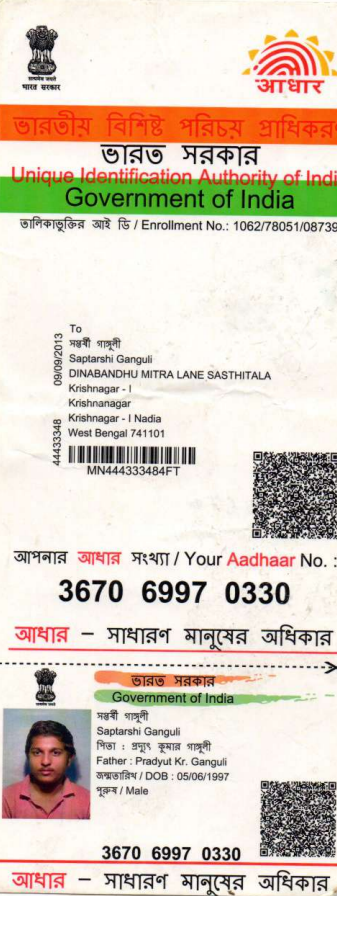 सत्यमेव जयते
भारत सरकार
आधार
ভারতীয় বিশিষ্ট পরিচয় প্রাধিকরণ
ভারত সরকার
Unique Identification Authority of Indi
Government of India
তালিকাভুক্তির আই ডি / Enrollment No.: 1062/78051/08739
09/09/2013
44433348
To
সপ্তর্ষী গাঙ্গুলী
Saptarshi Ganguli
DINABANDHU MITRA LANE SASTHITALA
Krishnagar - I
Krishnanagar
Krishnagar - I Nadia
West Bengal 741101
MN444333484FT
আপনার আধার সংখ্যা / Your Aadhaar No. :
3670 6997 0330
আধার – সাধারণ মানুষের অধিকার
ভারত সরকার
Government of India
সপ্তর্ষী গাঙ্গুলী
Saptarshi Ganguli
পিতা : প্রদ্যুৎ কুমার গাঙ্গুলী
Father : Pradyut Kr. Ganguli
জন্মতারিখ / DOB : 05/06/1997
পুরুষ / Male
3670 6997 0330
আধার – সাধারণ মানুষের অধিকার